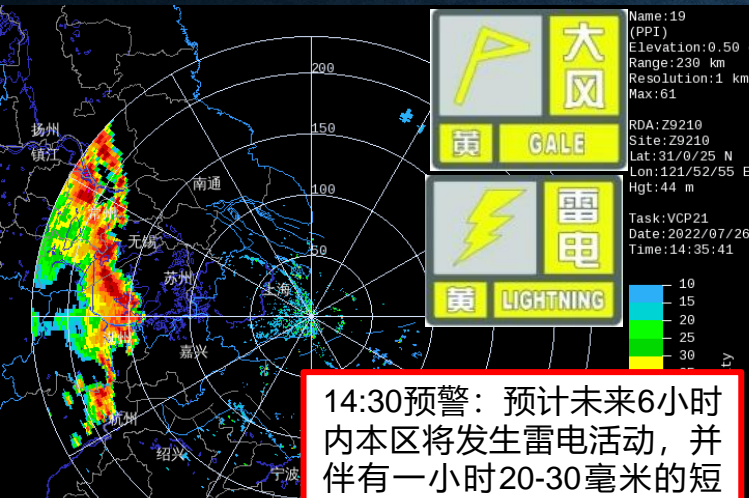 Name:19
(PPI)
Elevation:0.50
Range:230 km
Resolution:1 km
Max:61
RDA:Z9210
Site:Z9210
Lat:31/0/25 N
Lon:121/52/55 E
Hgt:44 m
Task:VCP21
Date:2022/07/26
Time:14:35:41
大风
黄 GALE
雷电
黄 LIGHTNING
200
150
100
50
扬州
镇江
南通
无锡
苏州
上海
嘉兴
杭州
绍兴
宁波
10
15
20
25
30
14:30预警：预计未来6小时
内本区将发生雷电活动，并
伴有一小时20-30毫米的短